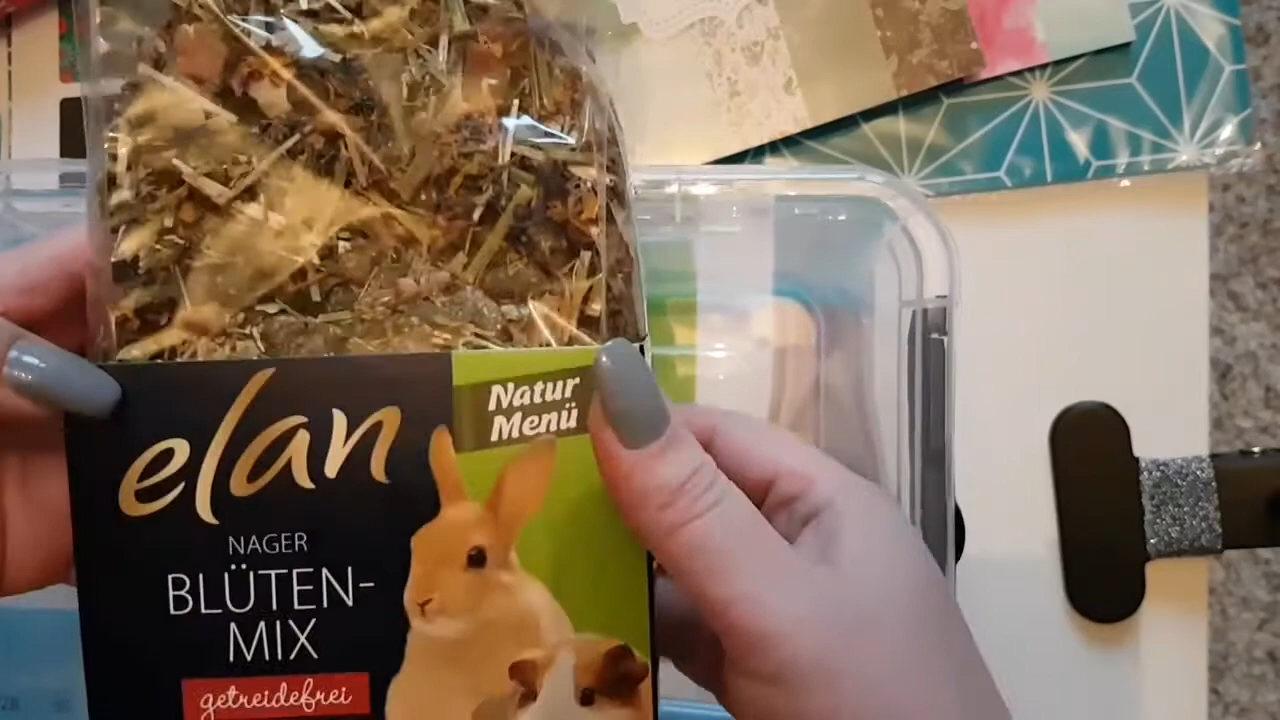 elan
Natur
Menü
NAGER
BLÜTEN-
MIX
getreidefrei